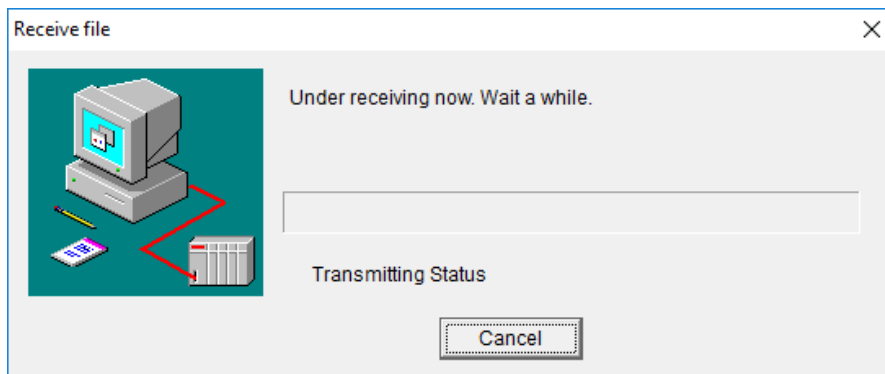 Receive file
Under receiving now. Wait a while.
Transmitting Status
Cancel